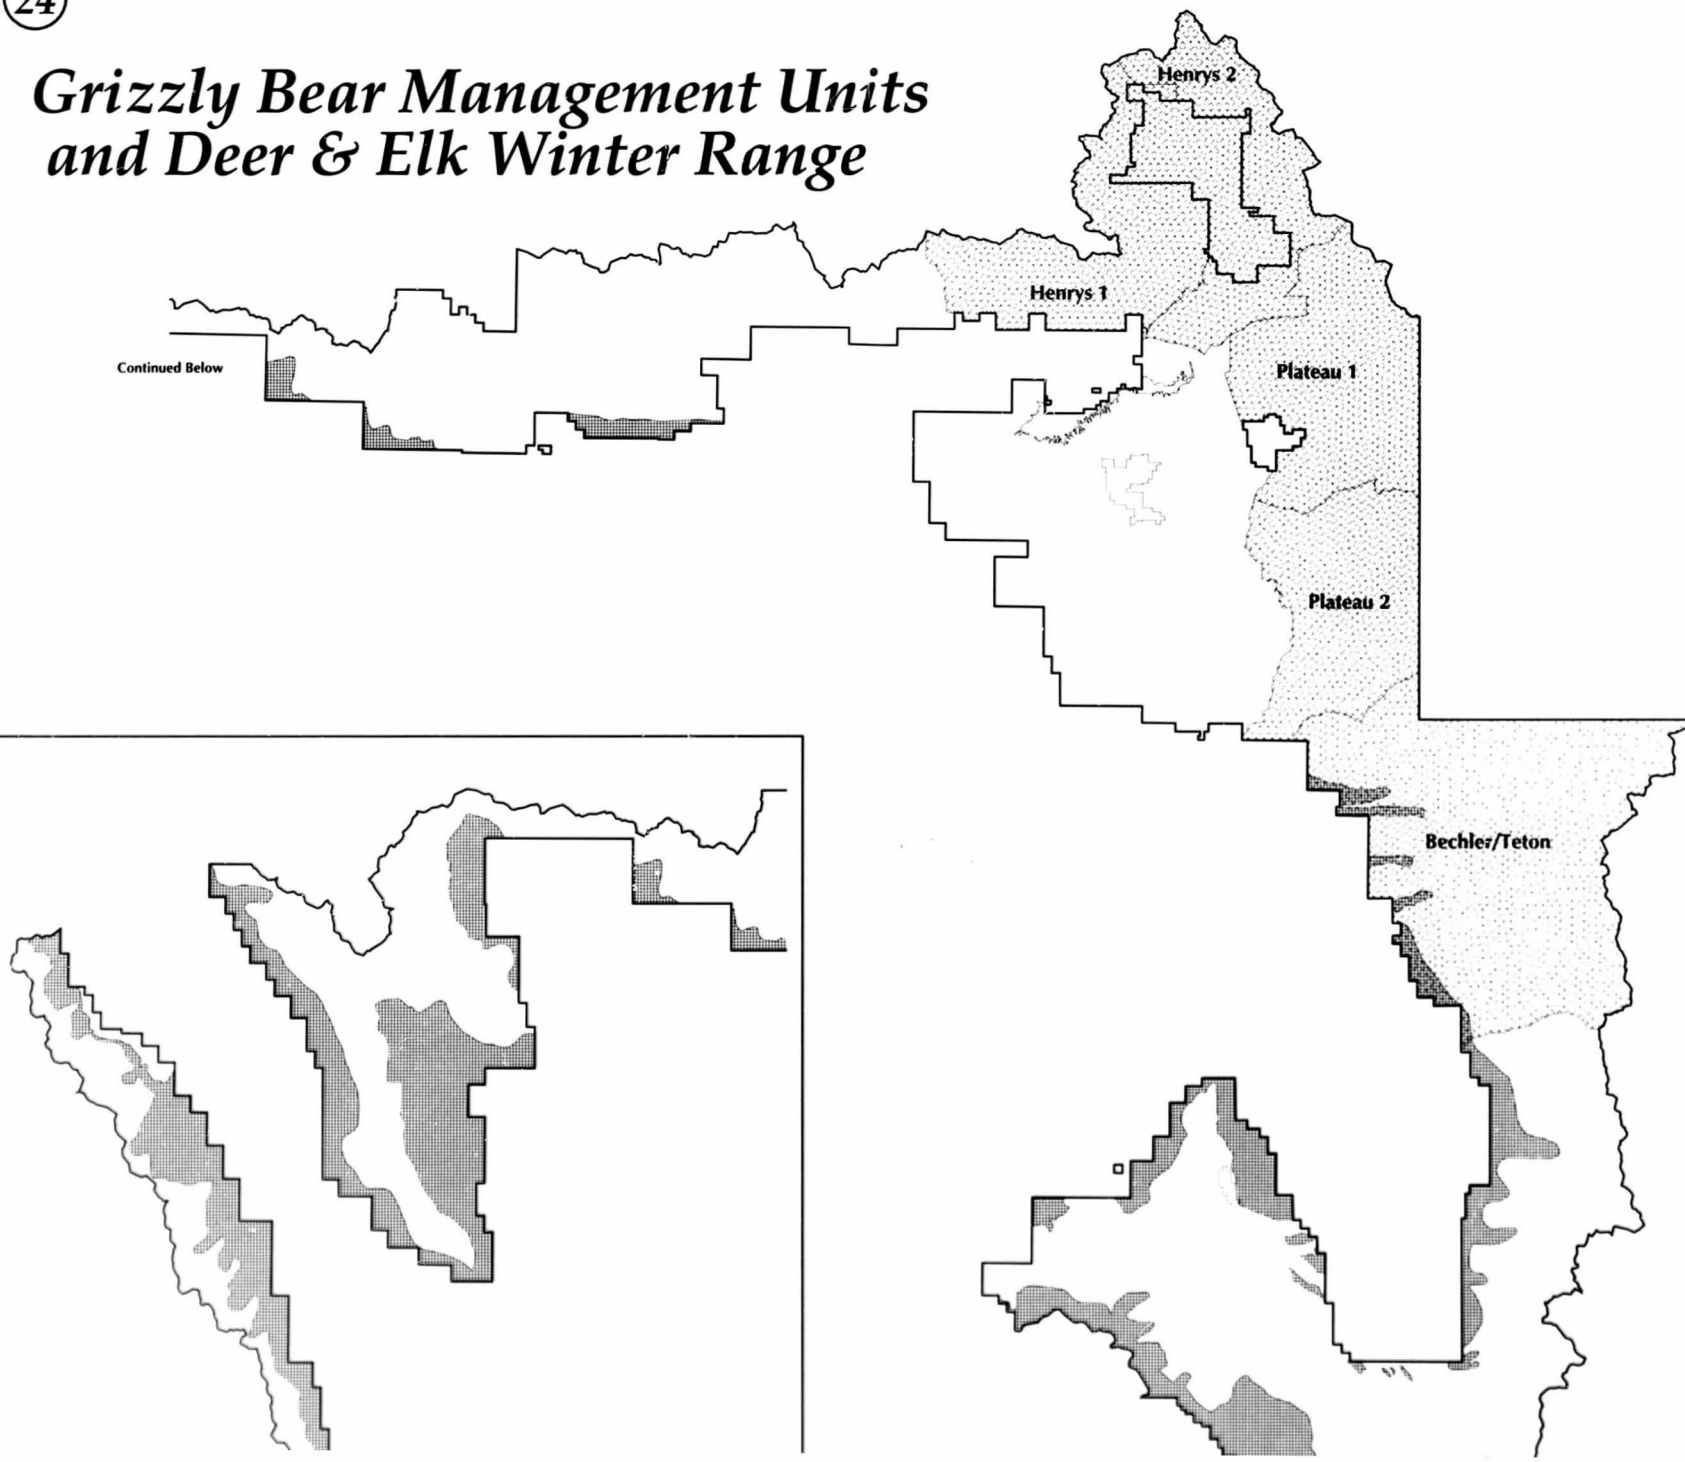 24
Grizzly Bear Management Units
and Deer & Elk Winter Range
Henrys 2
Henrys 1
Continued Below
Plateau 1
Plateau 2
Bechler/Teton